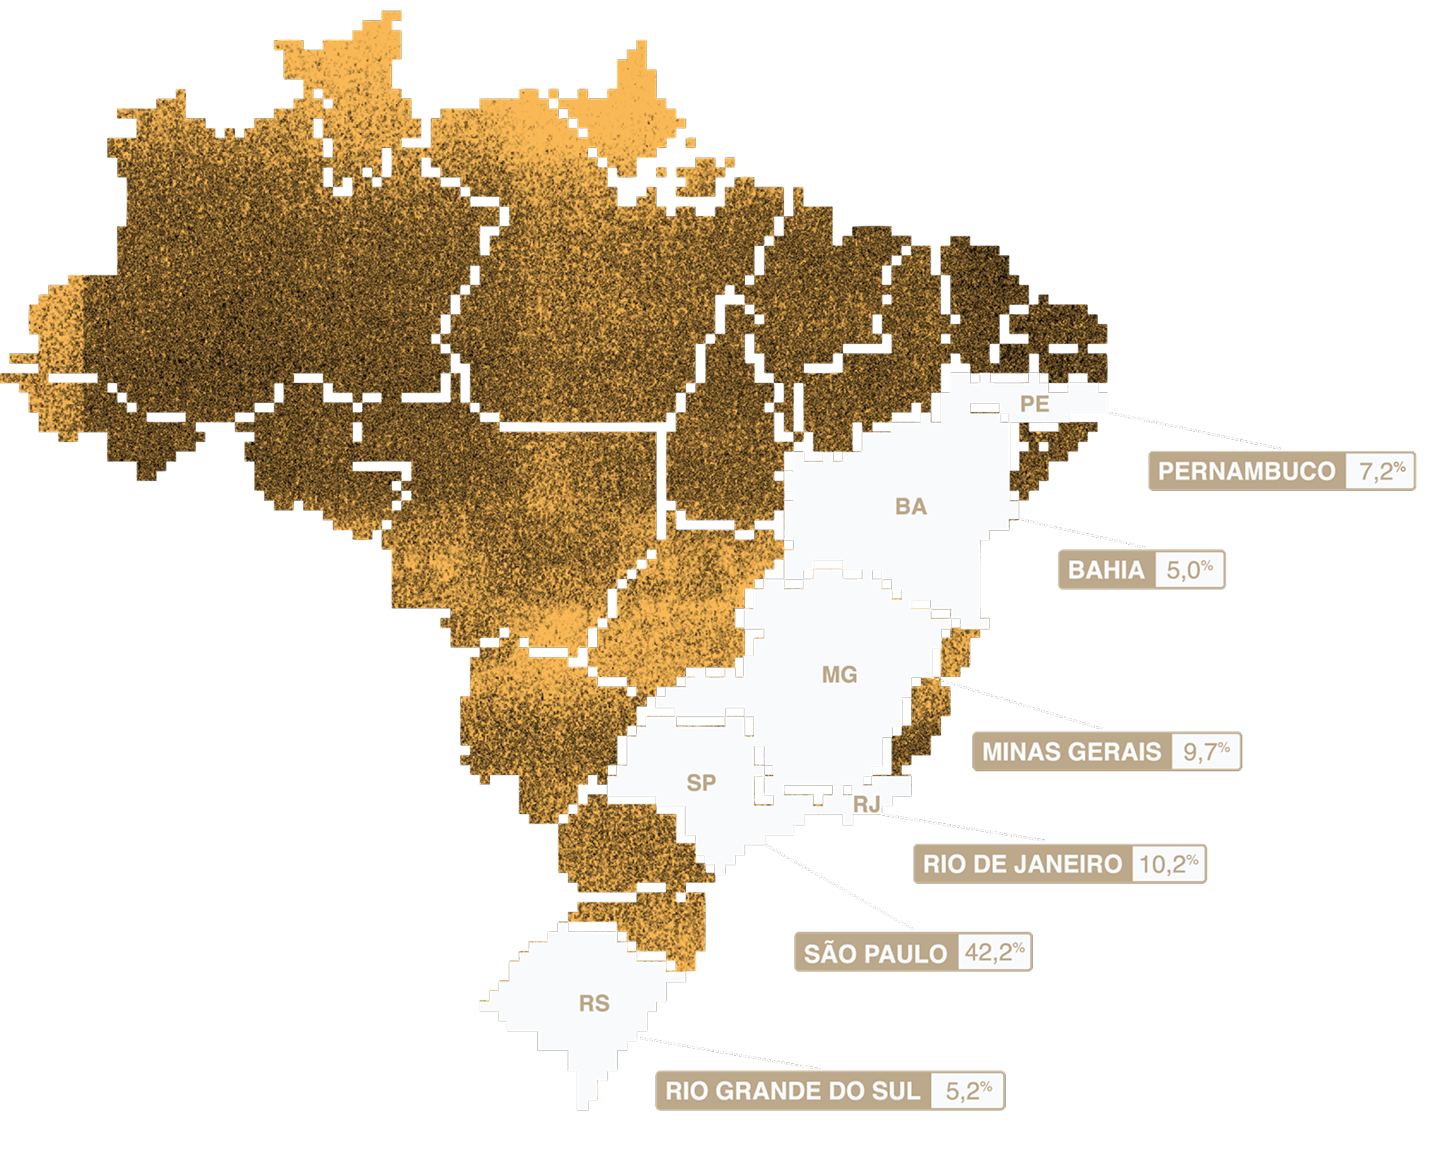 PE
PERNAMBUCO 7,2%
BA
BAHIA 5,0%
MG
MINAS GERAIS 9,7%
SP
RJ
RIO DE JANEIRO 10,2%
SÃO PAULO 42,2%
RS
RIO GRANDE DO SUL 5,2%